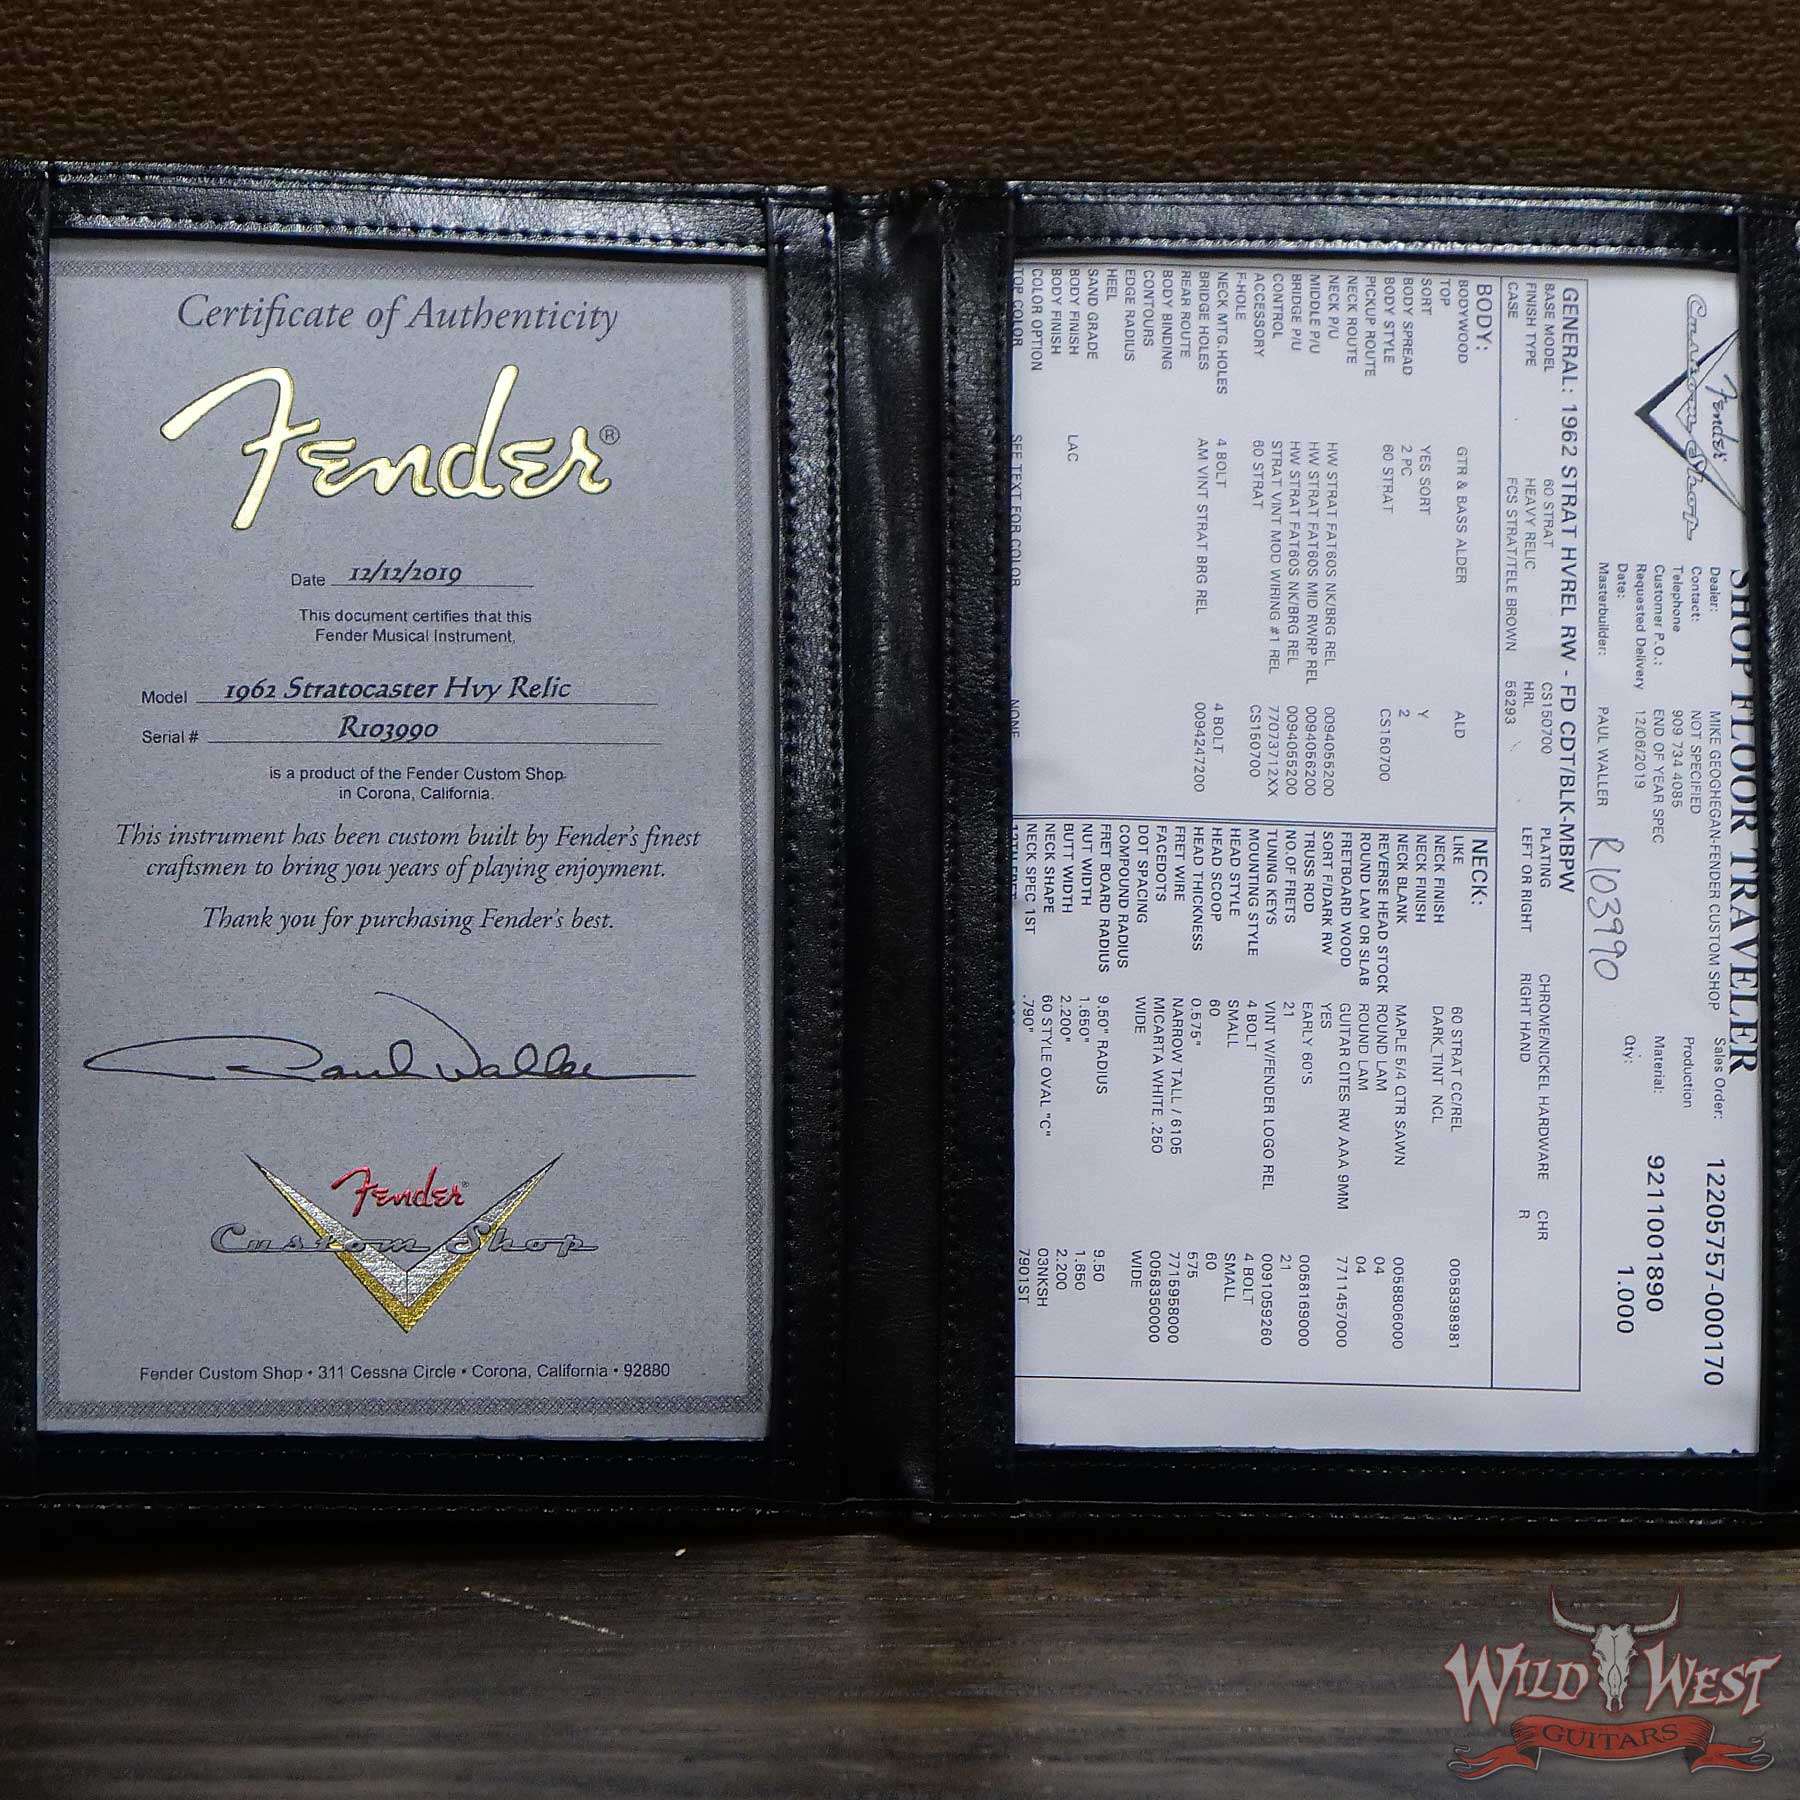 Certificate of Authenticity
Fender®
Date 12/12/2019
This document certifies that this
Fender Musical Instrument,
Model 1962 Stratocaster Hvy Relic
Serial # R103990
is a product of the Fender Custom Shop
in Corona, California.
This instrument has been custom built by Fender's finest
craftsmen to bring you years of playing enjoyment.
Thank you for purchasing Fender's best.
Paul Waller
Fender®
Custom Shop
Fender Custom Shop • 311 Cessna Circle • Corona, California • 92880
SHOP FLOOR TRAVELER
Fender
Custom Shop
Dealer: MIKE GEOGHEGAN-FENDER CUSTOM SHOP Sales Order: 12205757-000170
Contact: NOT SPECIFIED Production
Telephone 909 734 4085
Customer P.O.: END OF YEAR SPEC Material: 9211001890
Requested Delivery 12/06/2019 Qty: 1.000
Date:
Masterbuilder: PAUL WALLER R103990
GENERAL: 1962 STRAT HVREL RW - FD CDT/BLK-MBPW
BASE MODEL 60 STRAT CS150700 PLATING CHROME/NICKEL HARDWARE CHR
FINISH TYPE HEAVY RELIC HRL LEFT OR RIGHT RIGHT HAND R
CASE FCS STRAT/TELE BROWN 56293
BODY:
BODYWOOD GTR & BASS ALDER ALD
TOP
SORT YES SORT Y
BODY SPREAD 2 PC 2
BODY STYLE 60 STRAT CS150700
PICKUP ROUTE
NECK ROUTE
NECK P/U HW STRAT FAT60S NK/BRG REL 0094055200
MIDDLE P/U HW STRAT FAT60S MID RWRP REL 0094056200
BRIDGE P/U HW STRAT FAT60S NK/BRG REL 0094055200
CONTROL STRAT VINT MOD WIRING #1 REL 77073712XX
ACCESSORY 60 STRAT CS150700
F-HOLE
NECK MTG.HOLES 4 BOLT 4 BOLT
BRIDGE HOLES AM VINT STRAT BRG REL 0094247200
REAR ROUTE
BODY BINDING
CONTOURS
EDGE RADIUS
HEEL
SAND GRADE
BODY FINISH LAC
BODY FINISH
COLOR OPTION
TOP COLOR SEE TEXT FOR COLOR NONE
NECK:
LIKE 60 STRAT CC/REL 0058398981
NECK FINISH DARK_TINT NCL
NECK FINISH
NECK BLANK MAPLE 5/4 QTR SAWN 0058806000
REVERSE HEAD STOCK ROUND LAM 04
ROUND LAM OR SLAB ROUND LAM 04
FRETBOARD WOOD GUITAR CITES RW AAA 9MM 7711457000
SORT F/DARK RW YES
TRUSS ROD EARLY 60'S 0058169000
NO.OF FRETS 21 21
TUNING KEYS VINT W/FENDER LOGO REL 0091059260
MOUNTING STYLE 4 BOLT 4 BOLT
HEAD STYLE SMALL SMALL
HEAD SCOOP 60 60
HEAD THICKNESS 0.575" 575
FRET WIRE NARROW TALL / 6105 7715958000
FACEDOTS MICARTA WHITE .250 0058350000
DOT SPACING WIDE WIDE
COMPOUND RADIUS
FRET BOARD RADIUS 9.50" RADIUS 9.50
NUT WIDTH 1.650" 1.650
BUTT WIDTH 2.200" 2.200
NECK SHAPE 60 STYLE OVAL "C" 03NKSH
NECK SPEC 1ST .790" 7901ST
WILD WEST
GUITARS